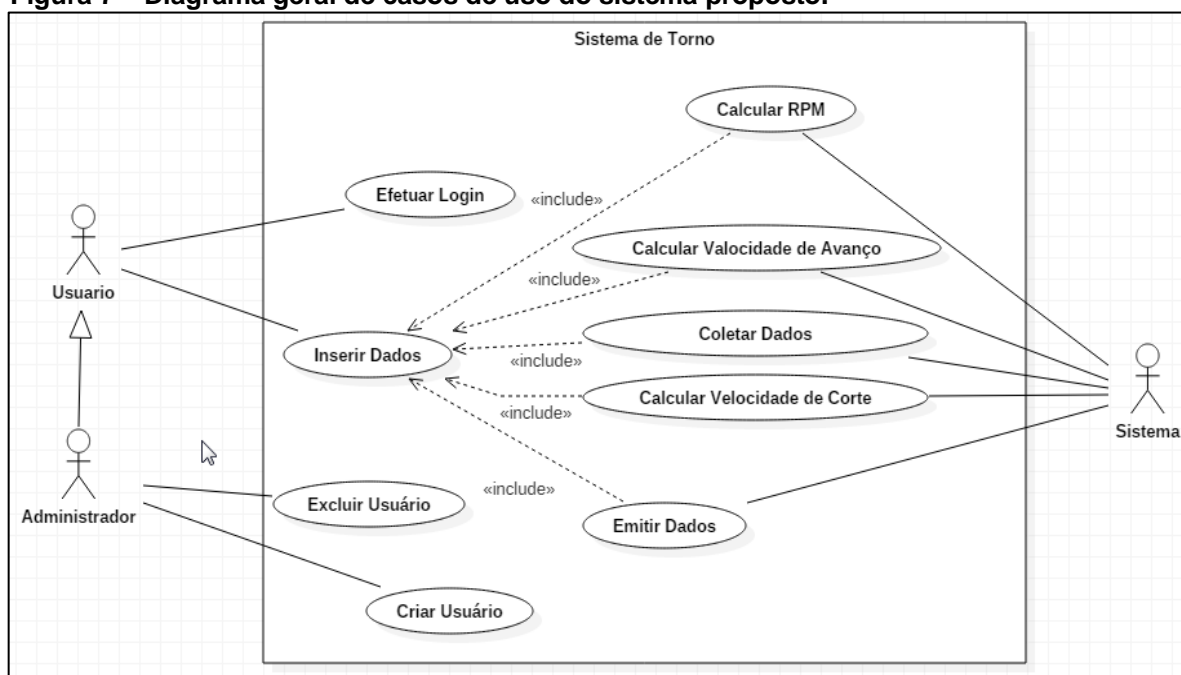 Figura 7 – Diagrama geral de casos de uso do sistema proposto.
Sistema de Torno
Calcular RPM
Efetuar Login
«include»
Calcular Valocidade de Avanço
«include»
Usuario
Coletar Dados
Inserir Dados
«include»
Calcular Velocidade de Corte
«include»
Sistema
«include»
Excluir Usuário
Administrador
Emitir Dados
Criar Usuário